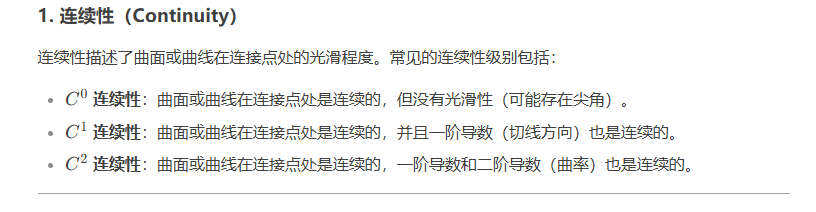 1. 连续性（Continuity）
连续性描述了曲面或曲线在连接点处的光滑程度。常见的连续性级别包括：
• C⁰ 连续性：曲面或曲线在连接点处是连续的，但没有光滑性（可能存在尖角）。
• C¹ 连续性：曲面或曲线在连接点处是连续的，并且一阶导数（切线方向）也是连续的。
• C² 连续性：曲面或曲线在连接点处是连续的，一阶导数和二阶导数（曲率）也是连续的。